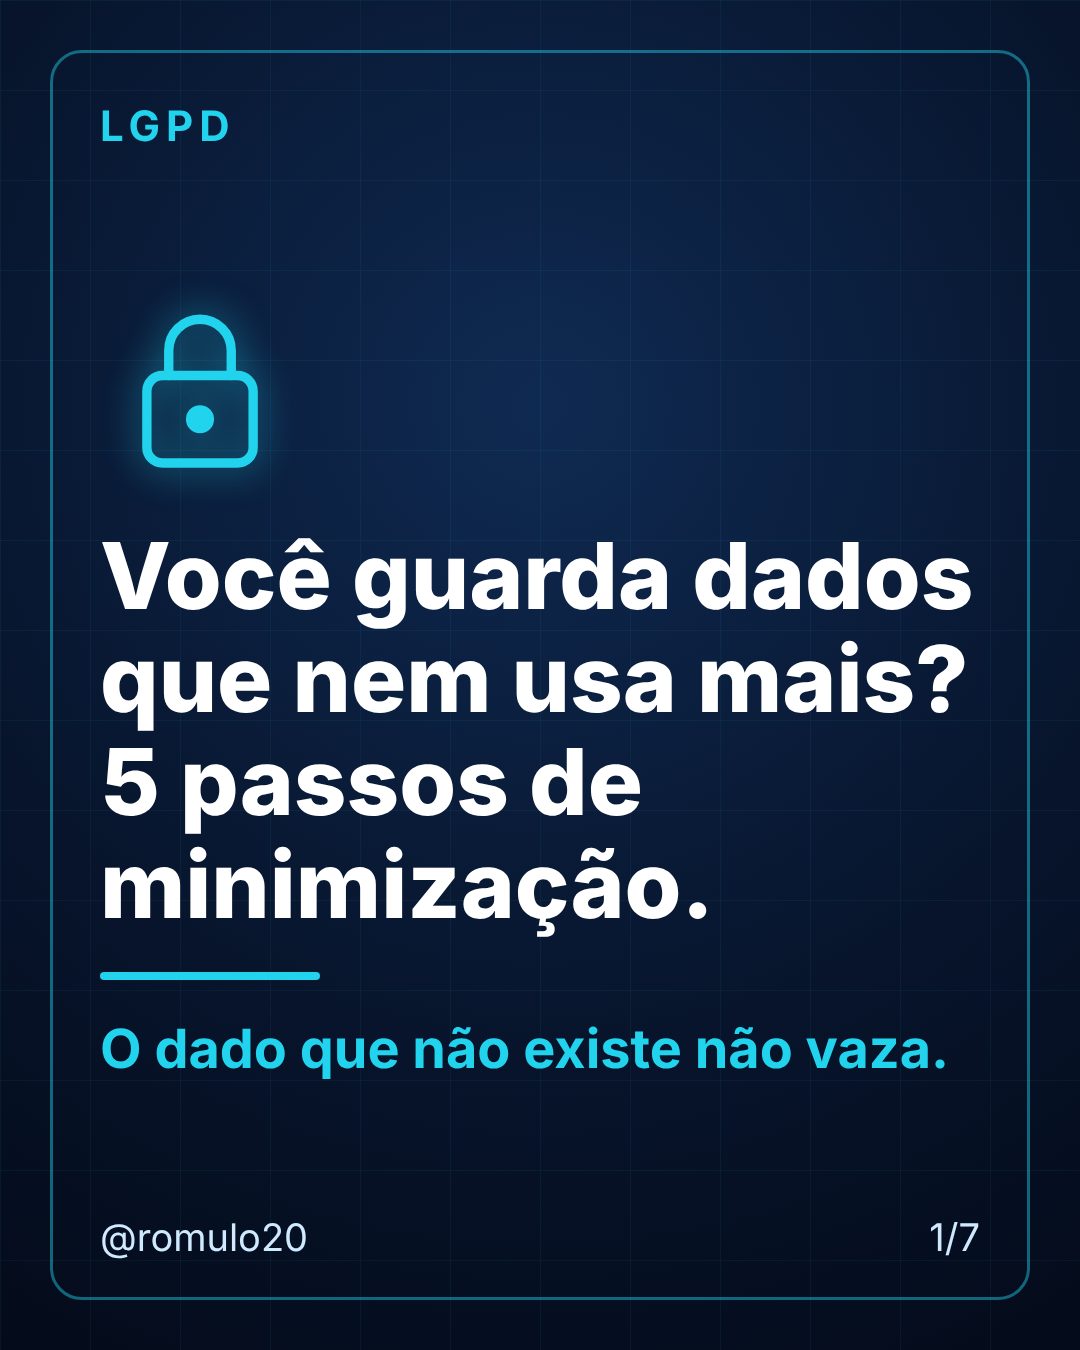 LGPD
Você guarda dados
que nem usa mais?
5 passos de
minimização.
O dado que não existe não vaza.
@romulo20
1/7